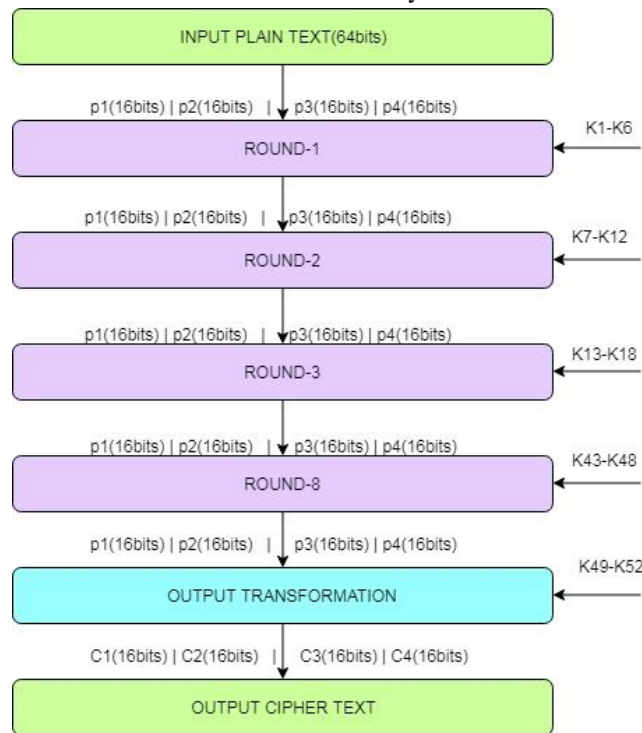 INPUT PLAIN TEXT(64bits)
p1(16bits) | p2(16bits) | p3(16bits) | p4(16bits)
K1-K6
ROUND-1
p1(16bits) | p2(16bits) | p3(16bits) | p4(16bits)
K7-K12
ROUND-2
p1(16bits) | p2(16bits) | p3(16bits) | p4(16bits)
K13-K18
ROUND-3
p1(16bits) | p2(16bits) | p3(16bits) | p4(16bits)
K43-K48
ROUND-8
p1(16bits) | p2(16bits) | p3(16bits) | p4(16bits)
K49-K52
OUTPUT TRANSFORMATION
C1(16bits) | C2(16bits) | C3(16bits) | C4(16bits)
OUTPUT CIPHER TEXT